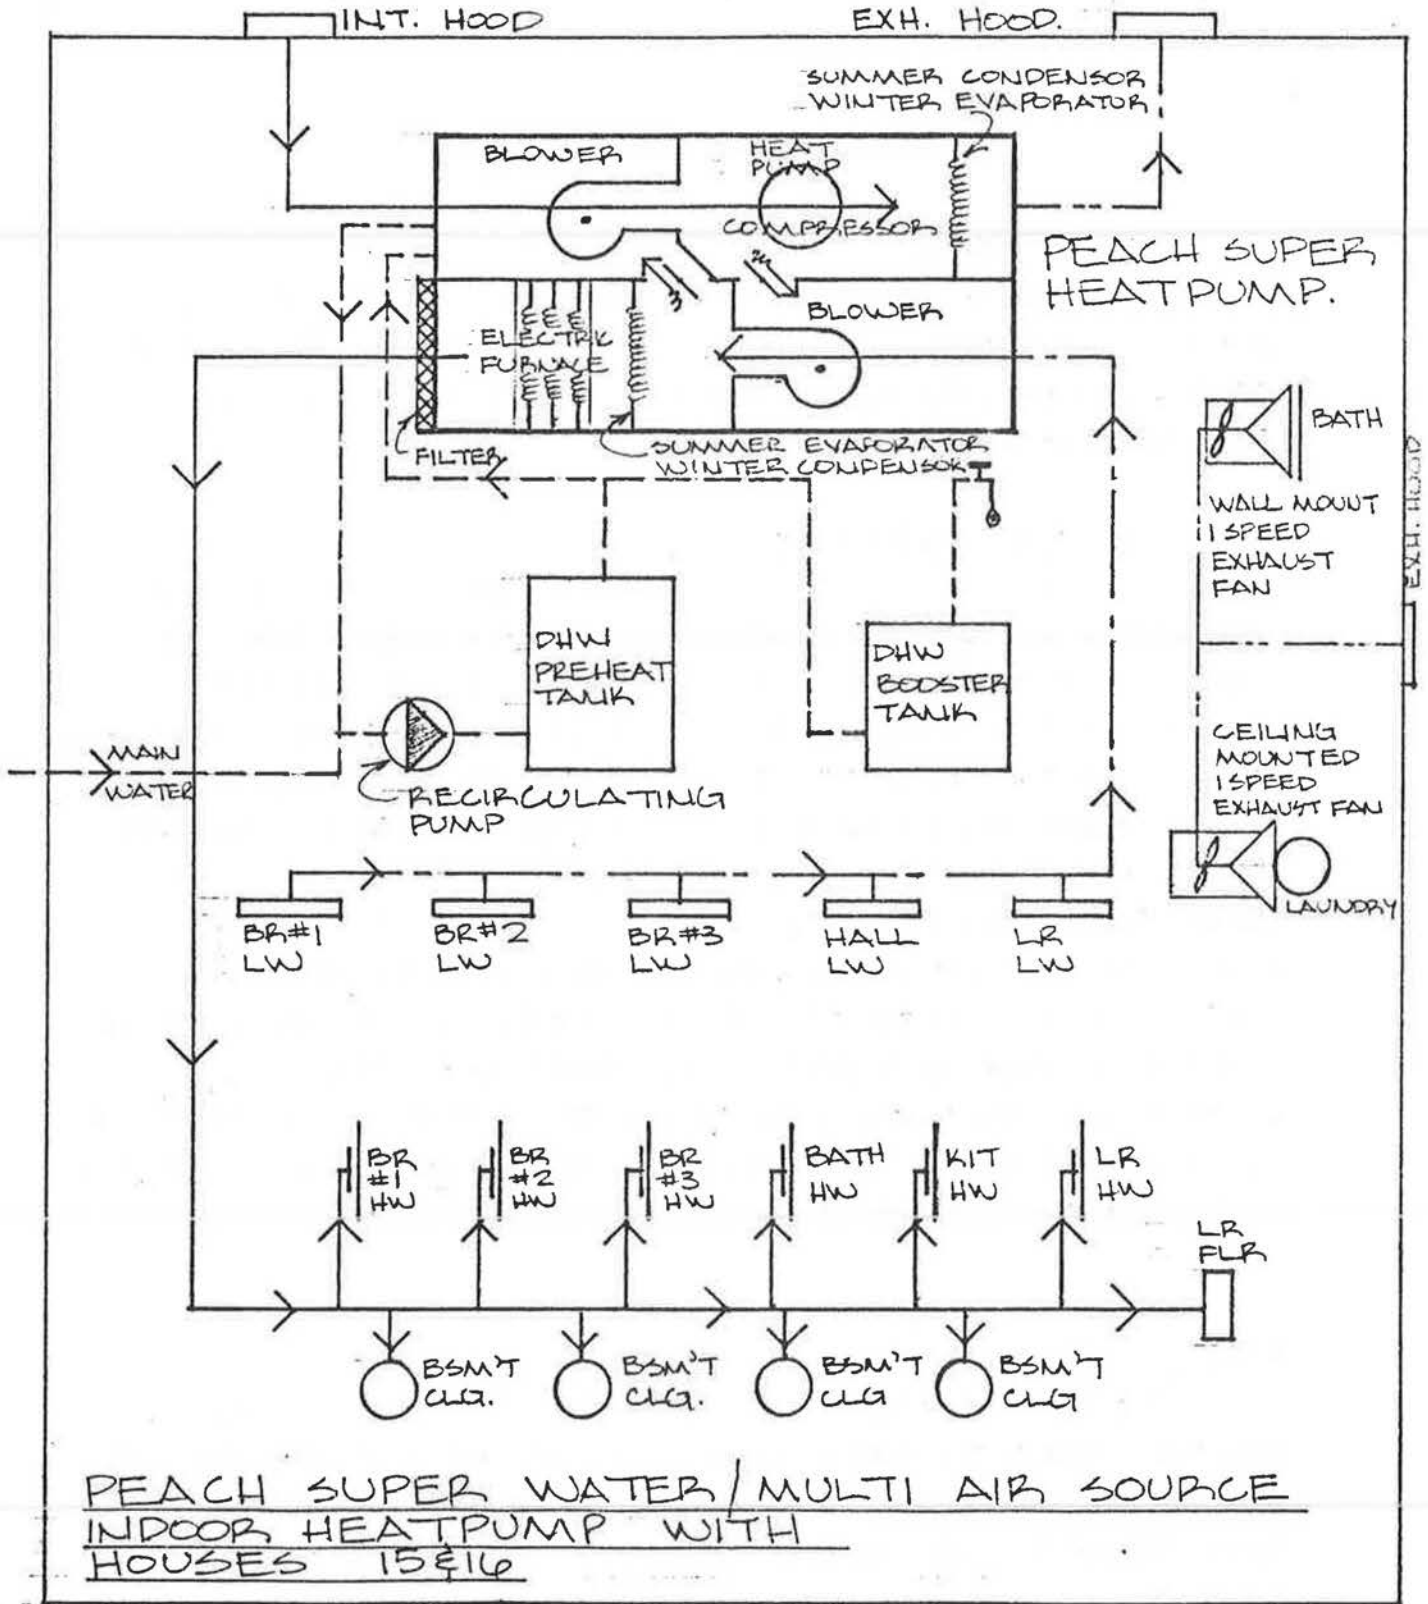 INT. HOOD
EXH. HOOD.
SUMMER CONDENSOR
WINTER EVAPORATOR
BLOWER
HEAT
PUMP
COMPRESSOR
PEACH SUPER
HEATPUMP.
BLOWER
ELECTRIC
FURNACE
FILTER
SUMMER EVAPORATOR
WINTER CONDENSOR
BATH
EXH. HOOD
WALL MOUNT
1 SPEED
EXHAUST
FAN
DHW
PREHEAT
TANK
DHW
BOOSTER
TANK
MAIN
WATER
RECIRCULATING
PUMP
CEILING
MOUNTED
1 SPEED
EXHAUST FAN
LAUNDRY
BR#1
LW
BR#2
LW
BR#3
LW
HALL
LW
LR
LW
BR
#1
HW
BR
#2
HW
BR
#3
HW
BATH
HW
KIT
HW
LR
HW
LR
FLR
BSM'T
CLG.
BSM'T
CLG.
BSM'T
CLG
BSM'T
CLG
PEACH SUPER WATER/MULTI AIR SOURCE
INDOOR HEATPUMP WITH
HOUSES 15&16